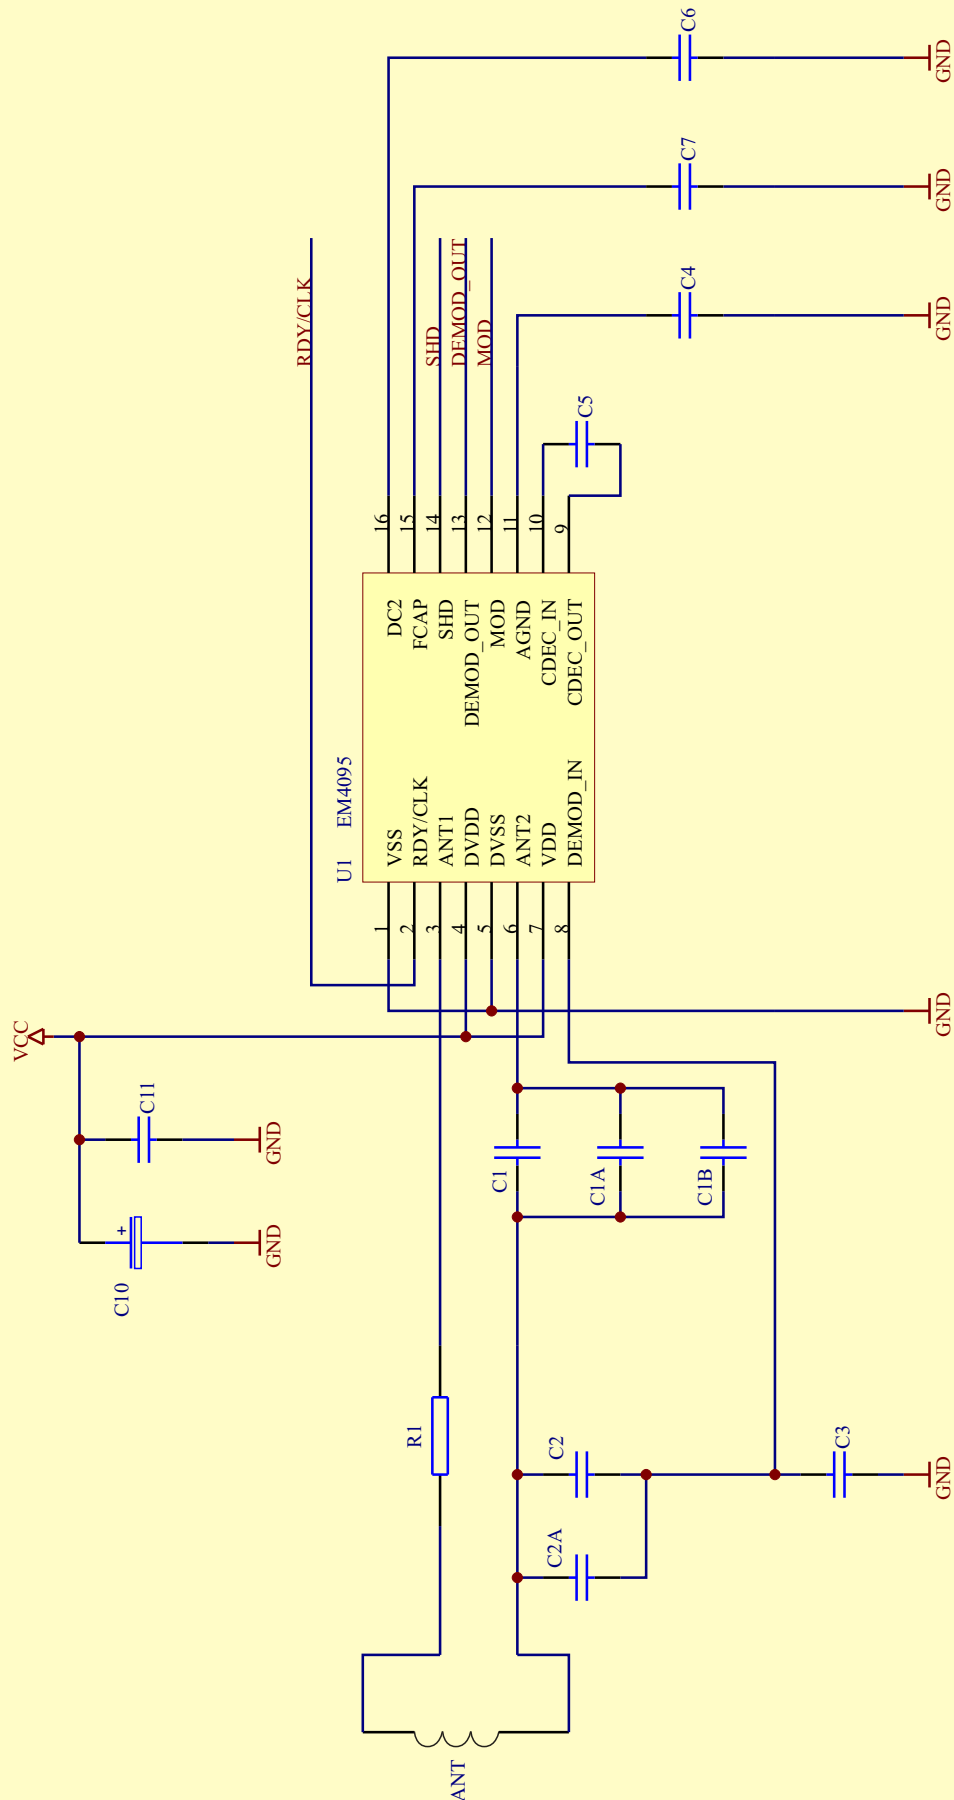 VCC
C10
+
GND
C11
GND
RDY/CLK
U1 EM4095
1 VSS
2 RDY/CLK
3 ANT1
4 DVDD
5 DVSS
6 ANT2
7 VDD
8 DEMOD_IN
DC2 16
FCAP 15
SHD 14
DEMOD_OUT 13
MOD 12
AGND 11
CDEC_IN 10
CDEC_OUT 9
SHD
DEMOD_OUT
MOD
R1
ANT
C1
C1A
C1B
C2
C2A
C3
GND
GND
C5
C4
GND
C7
GND
C6
GND